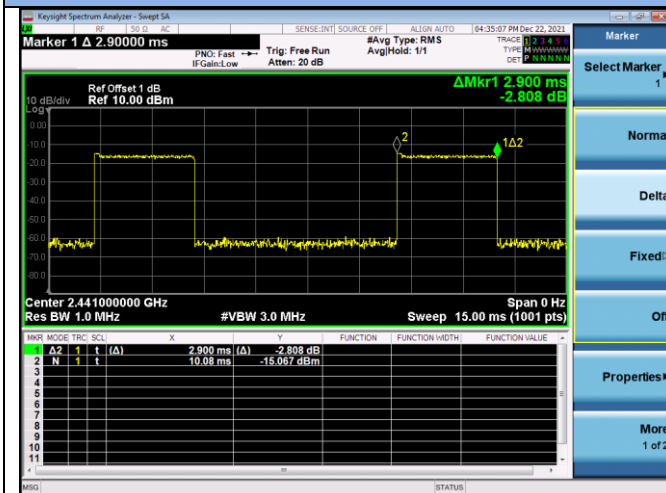 Keysight Spectrum Analyzer - Swept SA
RF 50 Ω AC SENSE:INT SOURCE OFF ALIGN AUTO 04:35:07 PM Dec 22, 2021
Marker 1 Δ 2.90000 ms
PNO: Fast
IFGain:Low
Trig: Free Run
Atten: 20 dB
#Avg Type: RMS
Avg|Hold: 1/1
TRACE 1 2 3 4 5 6
TYPE M WWWWW
DET P N N N N N
Ref Offset 1 dB
10 dB/div Ref 10.00 dBm
Log
ΔMkr1 2.900 ms
-2.808 dB
0.00
-10.0
-20.0
-30.0
-40.0
-50.0
-60.0
-70.0
-80.0
2
1Δ2
Center 2.441000000 GHz Span 0 Hz
Res BW 1.0 MHz #VBW 3.0 MHz Sweep 15.00 ms (1001 pts)
MKR MODE TRC SCL X Y FUNCTION FUNCTION WIDTH FUNCTION VALUE
1 Δ2 1 t (Δ) 2.900 ms (Δ) -2.808 dB
2 N 1 t 10.08 ms -15.067 dBm
3
4
5
6
7
8
9
10
11
MSG STATUS
Marker
Select Marker
1
Norma
Delta
Fixed
Off
Properties
More
1 of 2